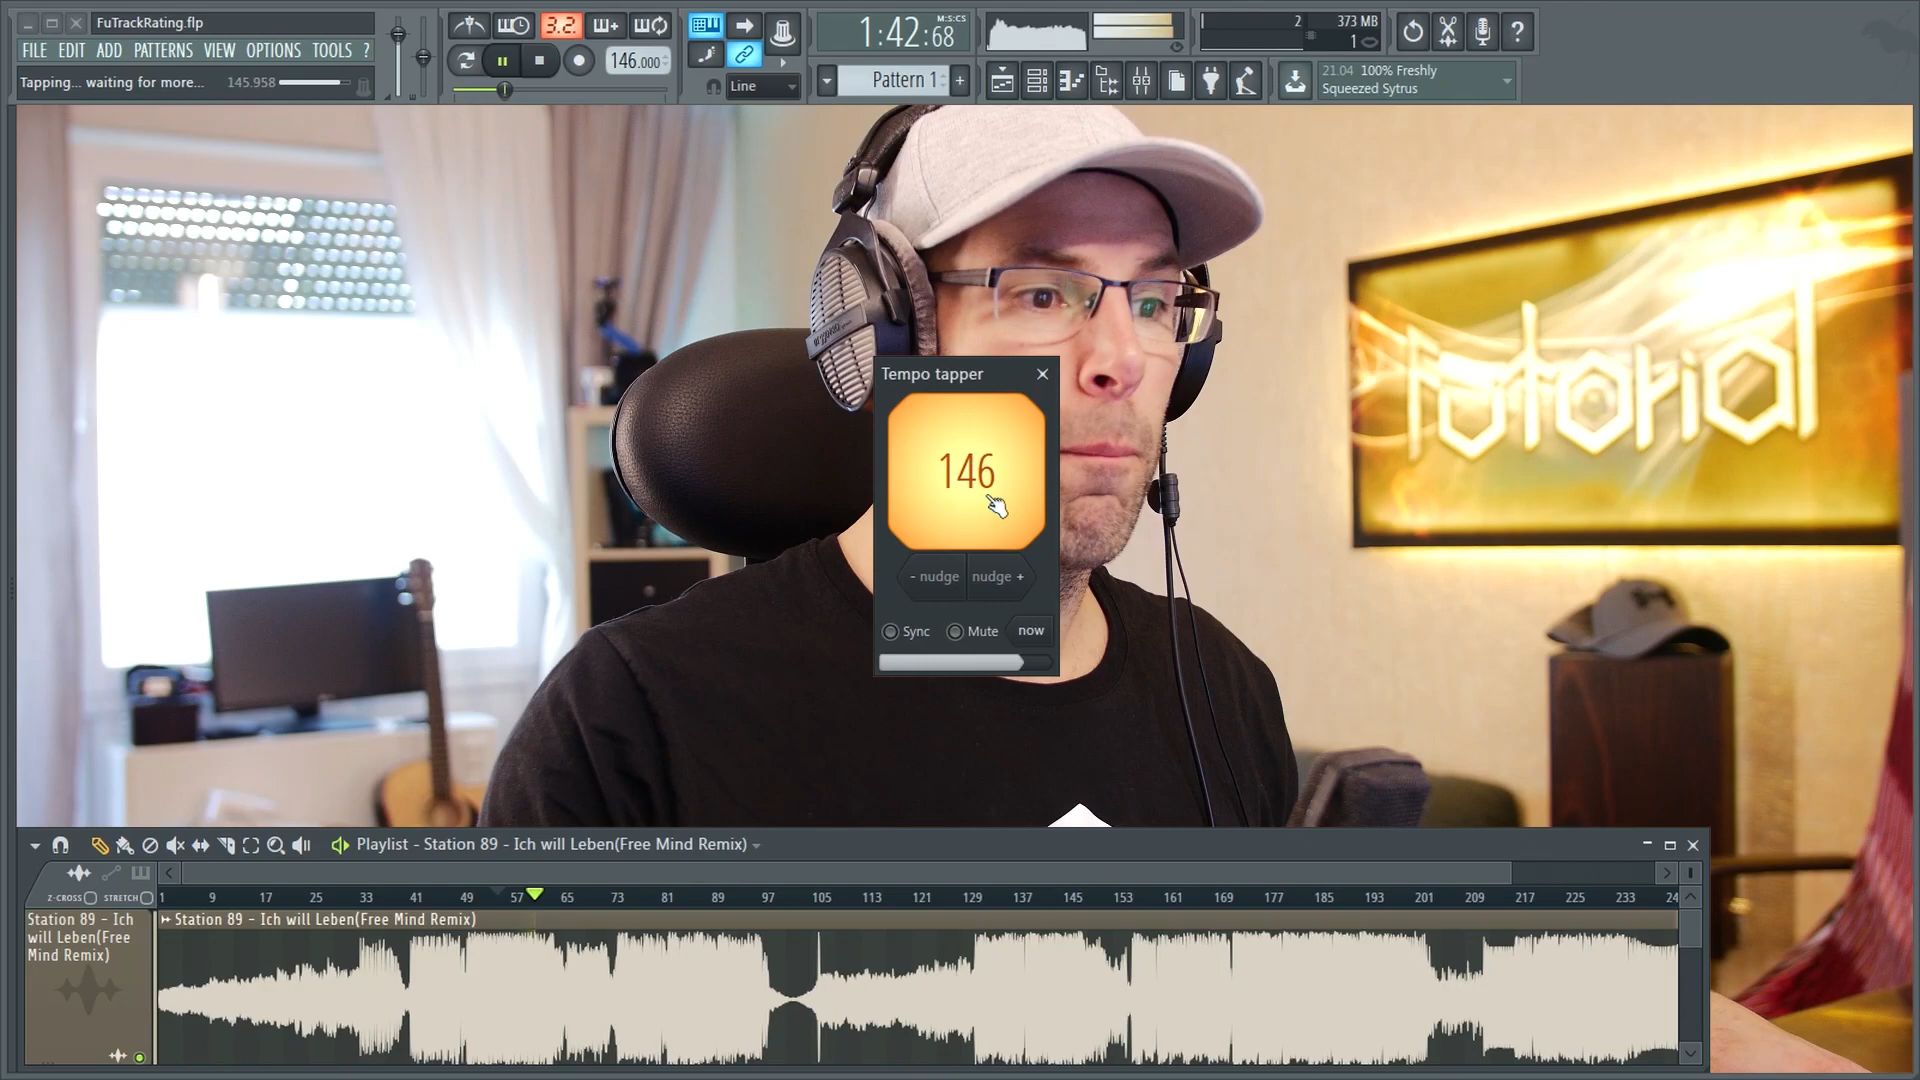 FuTrackRating.flp
FILE EDIT ADD PATTERNS VIEW OPTIONS TOOLS ?
Tapping... waiting for more... 145.958
3.2.
146.000
Line
1:42:68
M:S:CS
Pattern 1
+
2
373 MB
1
?
21.04 100% Freshly
Squeezed Sytrus
Futorial
Tempo tapper
146
- nudge
nudge +
Sync
Mute
now
Playlist - Station 89 - Ich will Leben(Free Mind Remix)
Z-CROSS
STRETCH
1 9 17 25 33 41 49 57 65 73 81 89 97 105 113 121 129 137 145 153 161 169 177 185 193 201 209 217 225 233 24
Station 89 - Ich
will Leben(Free
Mind Remix)
Station 89 - Ich will Leben(Free Mind Remix)